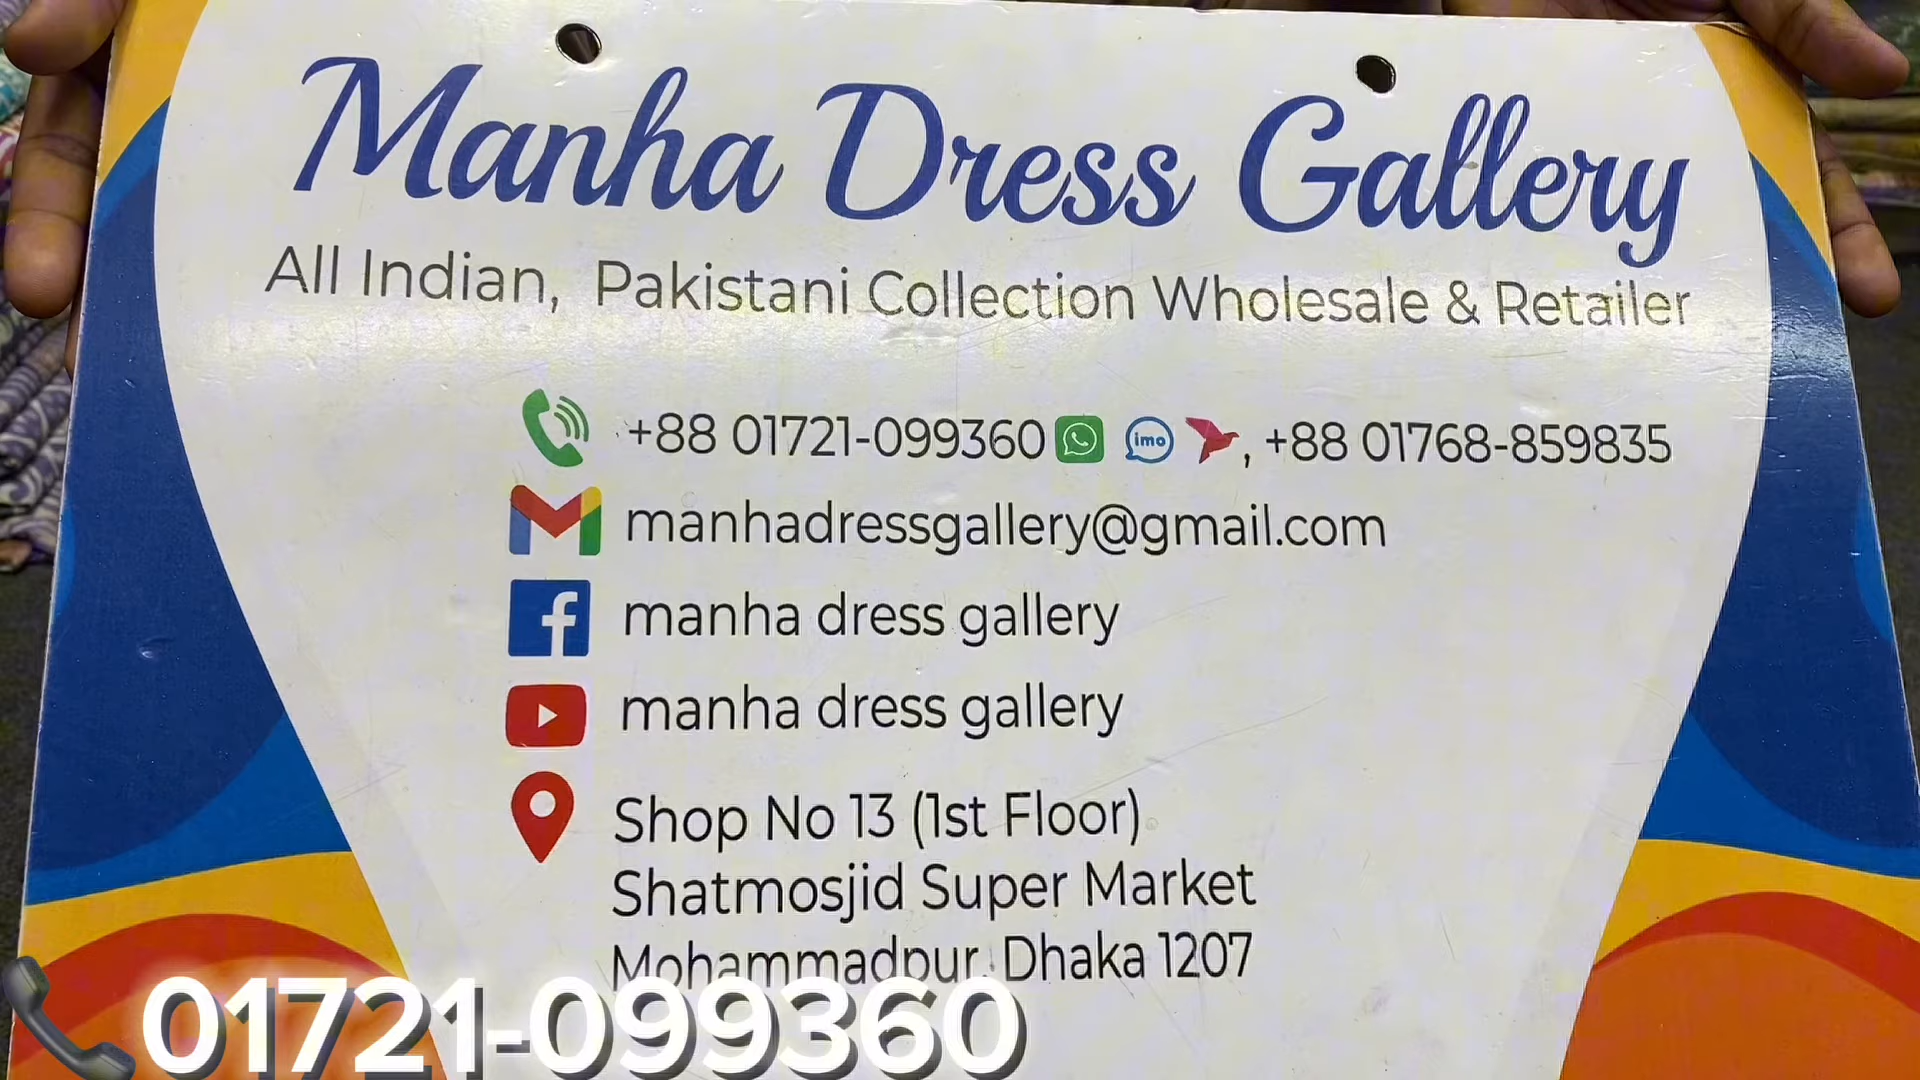 Manha Dress Gallery
All Indian, Pakistani Collection Wholesale & Retailer
+88 01721-099360 imo , +88 01768-859835
manhadressgallery@gmail.com
manha dress gallery
manha dress gallery
Shop No 13 (1st Floor)
Shatmosjid Super Market
Mohammadpur, Dhaka 1207
01721-099360